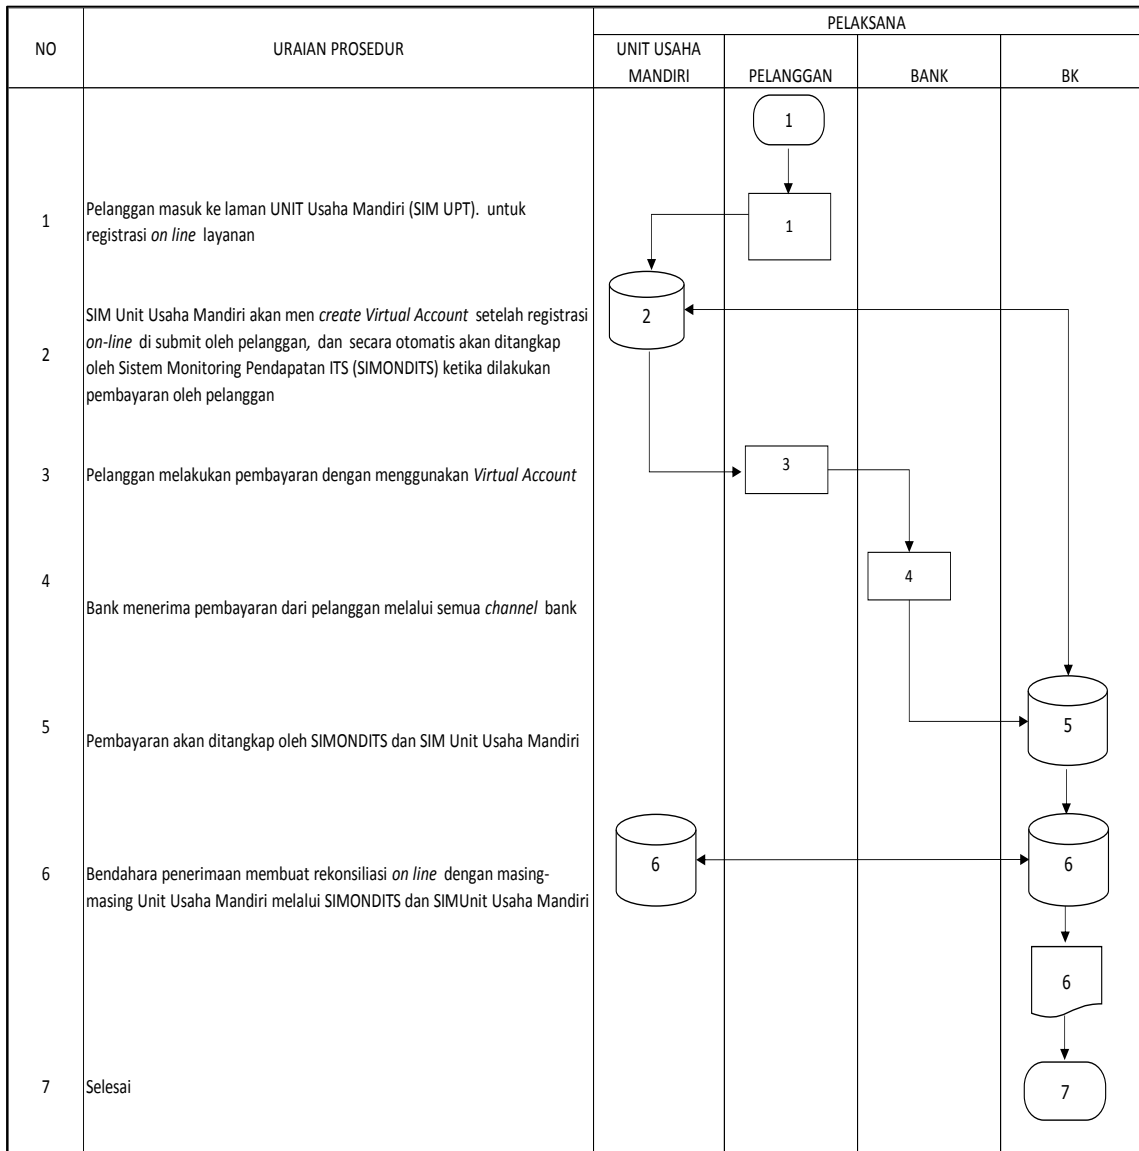 PELAKSANA
NO
URAIAN PROSEDUR
UNIT USAHA
MANDIRI
PELANGGAN
BANK
BK
1
1
Pelanggan masuk ke laman UNIT Usaha Mandiri (SIM UPT). untuk
registrasi on line layanan
1
2
SIM Unit Usaha Mandiri akan men create Virtual Account setelah registrasi
on-line di submit oleh pelanggan, dan secara otomatis akan ditangkap
oleh Sistem Monitoring Pendapatan ITS (SIMONDITS) ketika dilakukan
pembayaran oleh pelanggan
2
3
Pelanggan melakukan pembayaran dengan menggunakan Virtual Account
3
4
Bank menerima pembayaran dari pelanggan melalui semua channel bank
4
5
Pembayaran akan ditangkap oleh SIMONDITS dan SIM Unit Usaha Mandiri
5
6
Bendahara penerimaan membuat rekonsiliasi on line dengan masing-
masing Unit Usaha Mandiri melalui SIMONDITS dan SIMUnit Usaha Mandiri
6
6
6
7
Selesai
7